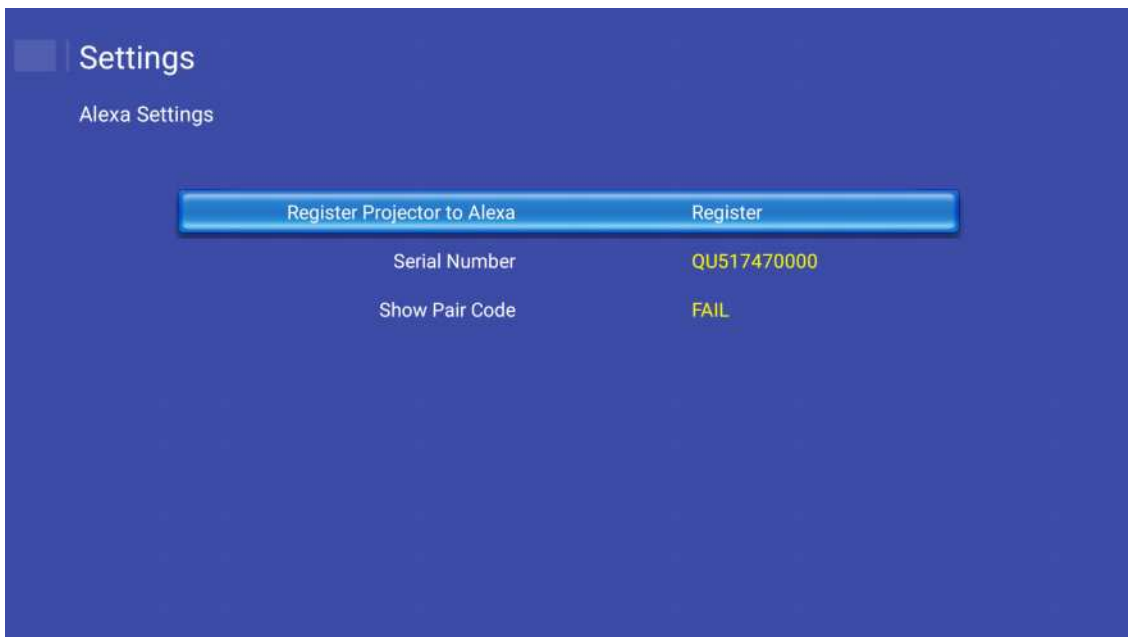 Settings
Alexa Settings
Register Projector to Alexa Register
Serial Number QU517470000
Show Pair Code FAIL